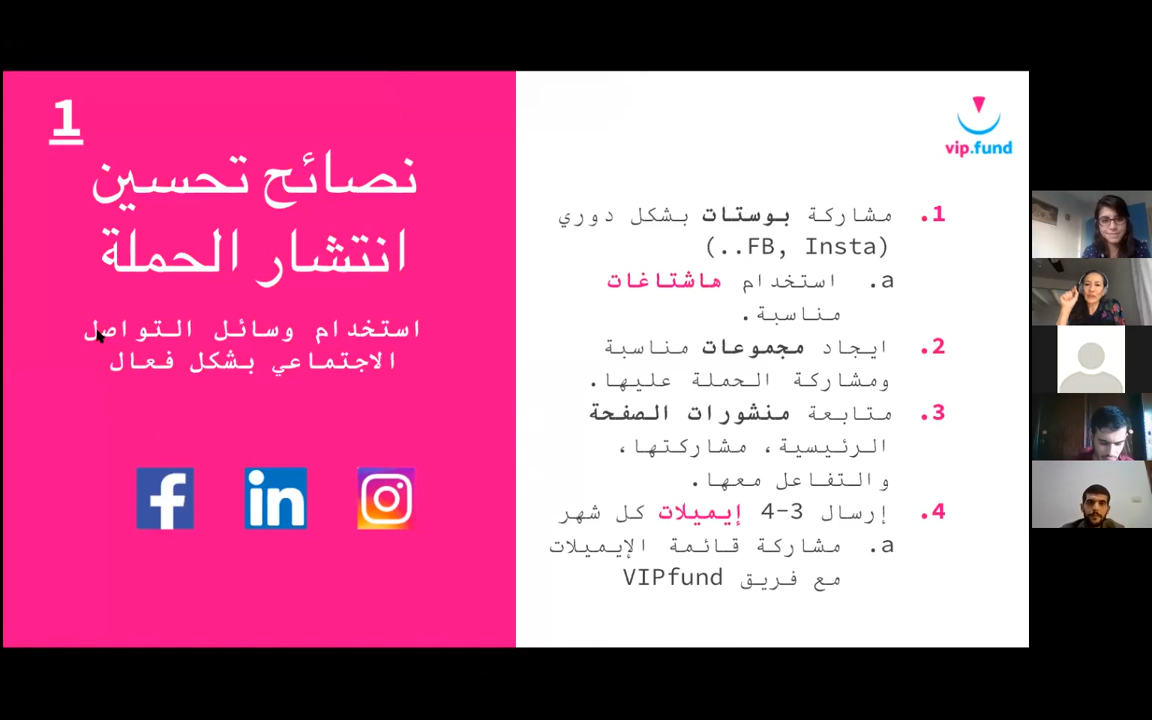 1
نصائح تحسين
انتشار الحملة
استخدام وسائل التواصل
الاجتماعي بشكل فعال
in
vip.fund
1. مشاركة بوستات بشكل دوري
(FB, Insta..)
a. استخدام هاشتاغات
مناسبة.
2. ايجاد مجموعات مناسبة
ومشاركة الحملة عليها.
3. متابعة منشورات الصفحة
الرئيسية، مشاركتها،
والتفاعل معها.
4. إرسال 3-4 إيميلات كل شهر
a. مشاركة قائمة الإيميلات
مع فريق VIPfund